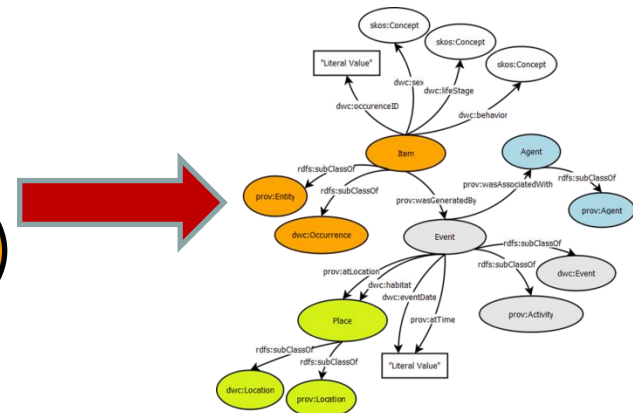 skos:Concept
skos:Concept
skos:Concept
"Literal Value"
dwc:sex
dwc:lifeStage
dwc:occurenceID
dwc:behavior
Item
Agent
rdfs:subClassOf
rdfs:subClassOf
prov:wasAssociatedWith
rdfs:subClassOf
prov:Entity
prov:wasGeneratedBy
prov:Agent
dwc:Occurrence
Event
rdfs:subClassOf
rdfs:subClassOf
prov:atLocation
dwc:habitat
dwc:eventDate
dwc:Event
prov:atTime
prov:Activity
Place
rdfs:subClassOf
rdfs:subClassOf
"Literal Value"
dwc:Location
prov:Location